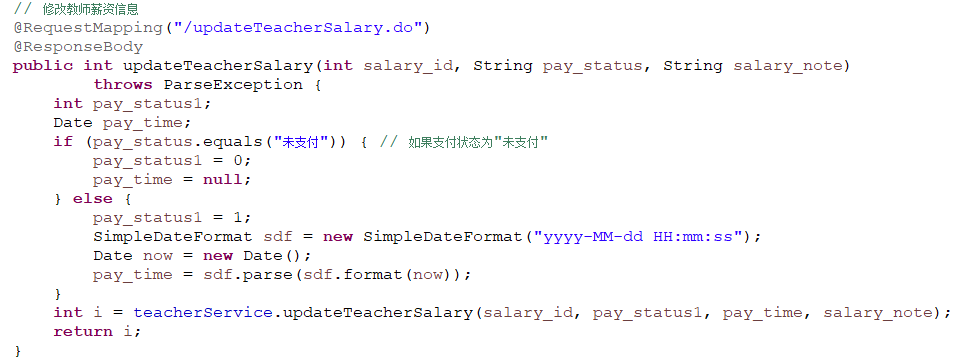 // 修改教师薪资信息
@RequestMapping("/updateTeacherSalary.do")
@ResponseBody
public int updateTeacherSalary(int salary_id, String pay_status, String salary_note)
        throws ParseException {
    int pay_status1;
    Date pay_time;
    if (pay_status.equals("未支付")) { // 如果支付状态为"未支付"
        pay_status1 = 0;
        pay_time = null;
    } else {
        pay_status1 = 1;
        SimpleDateFormat sdf = new SimpleDateFormat("yyyy-MM-dd HH:mm:ss");
        Date now = new Date();
        pay_time = sdf.parse(sdf.format(now));
    }
    int i = teacherService.updateTeacherSalary(salary_id, pay_status1, pay_time, salary_note);
    return i;
}